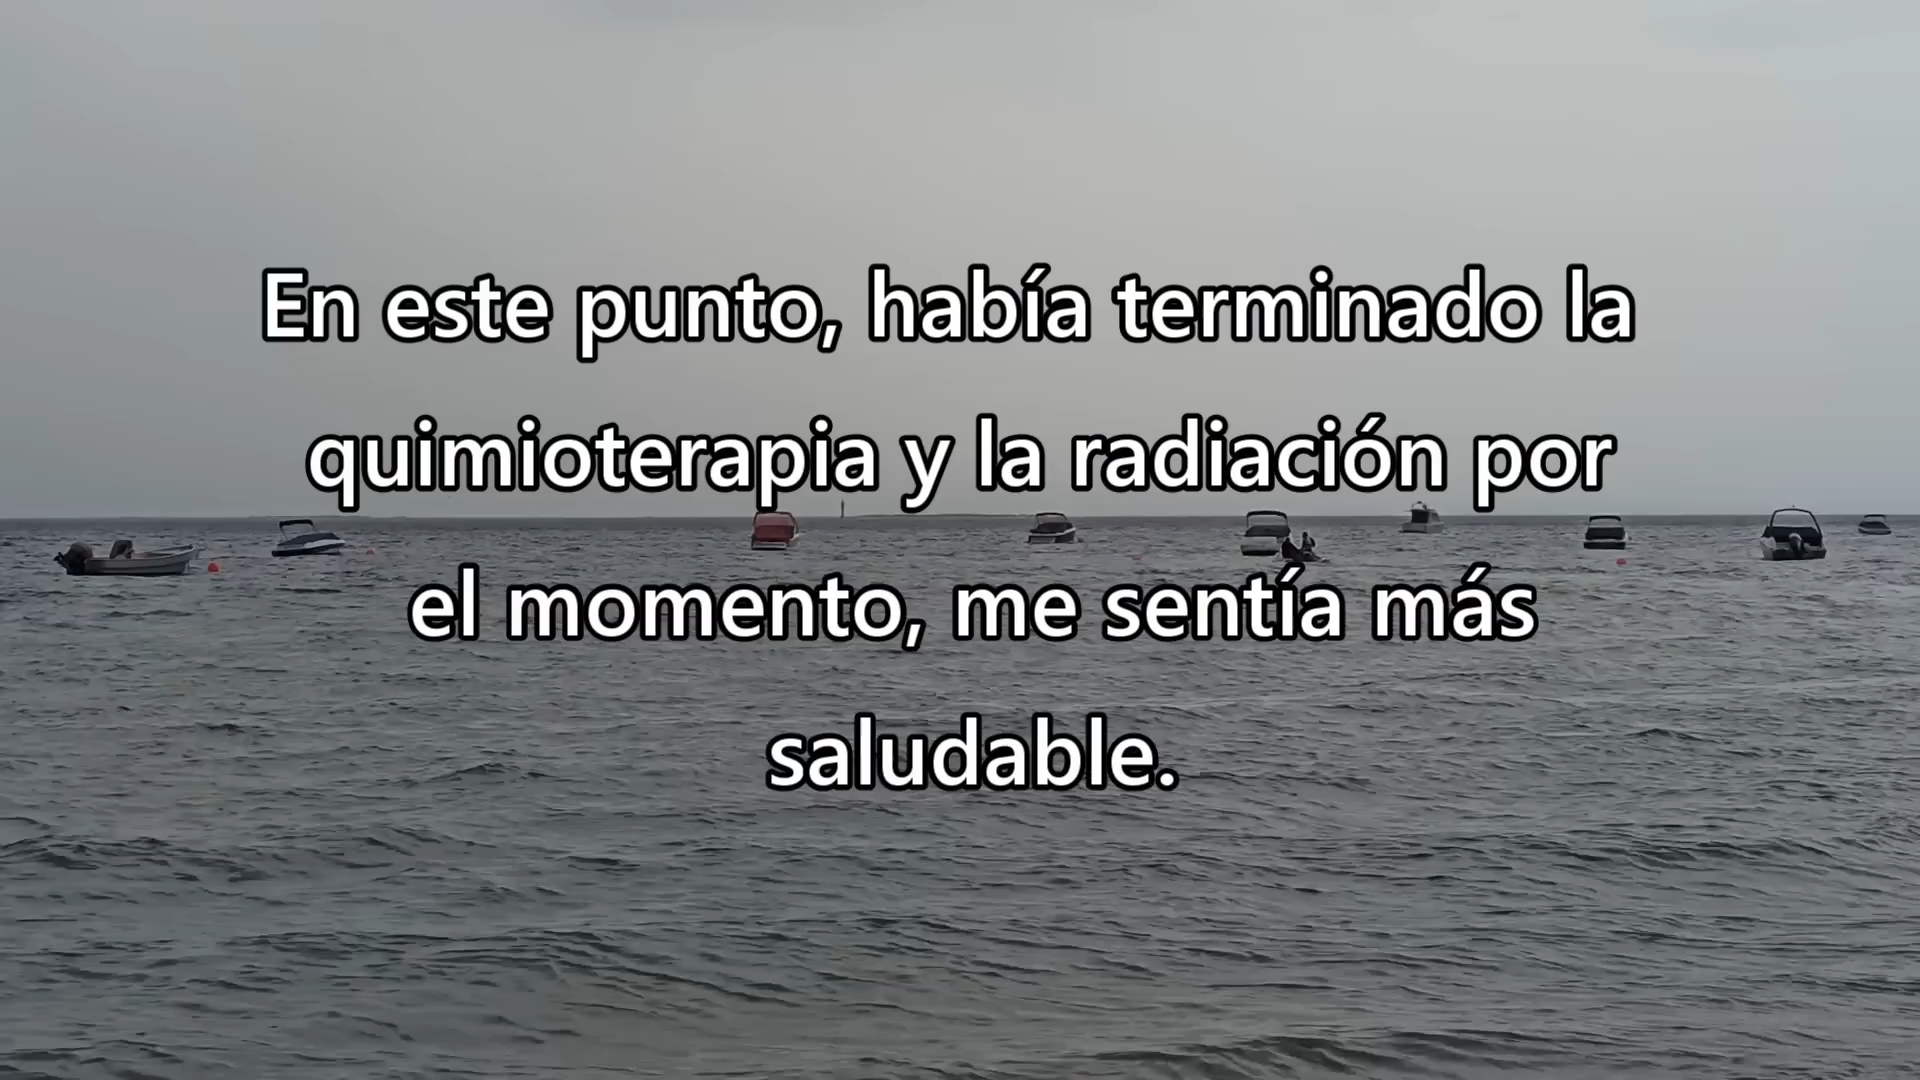 En este punto, había terminado la
quimioterapia y la radiación por
el momento, me sentía más
saludable.